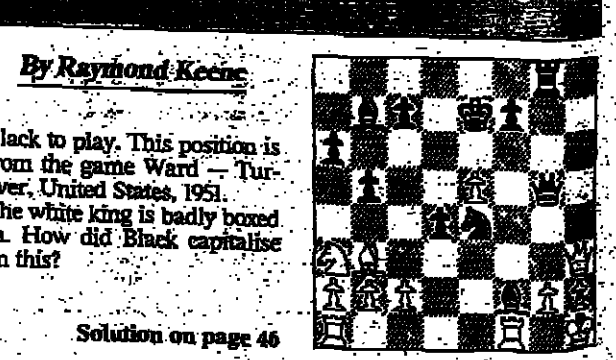 By Raymond Keene
lack to play. This position is
rom the game Ward — Tur-
ver, United States, 1951.
he white king is badly boxed
. How did Black capitalise
n this?
Solution on page 46